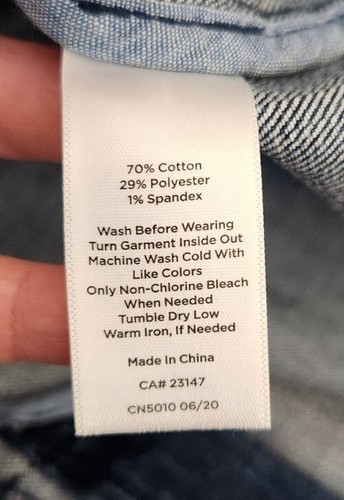 70% Cotton
29% Polyester
1% Spandex
Wash Before Wearing
Turn Garment Inside Out
Machine Wash Cold With
Like Colors
Only Non-Chlorine Bleach
When Needed
Tumble Dry Low
Warm Iron, If Needed
Made In China
CA# 23147
CN5010 06/20